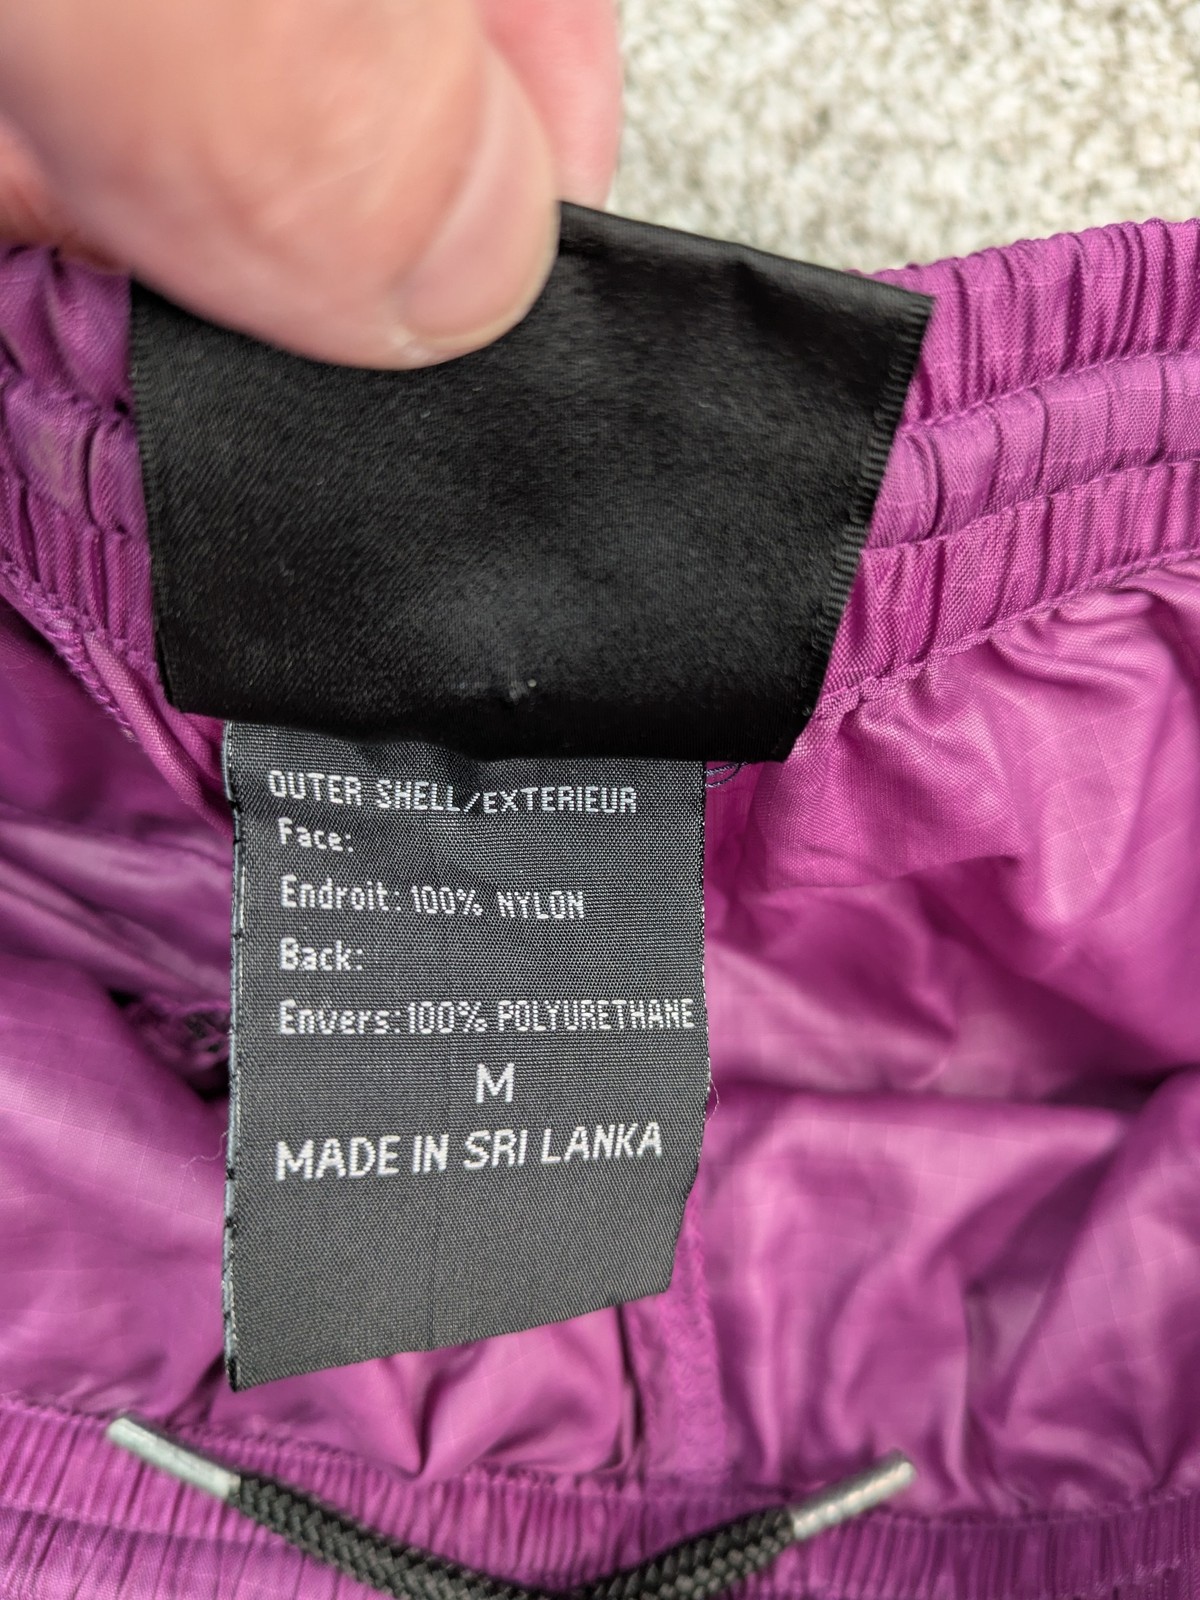 OUTER SHELL/EXTERIEUR
Face:
Endroit: 100% NYLON
Back:
Envers: 100% POLYURETHANE
M
MADE IN SRI LANKA